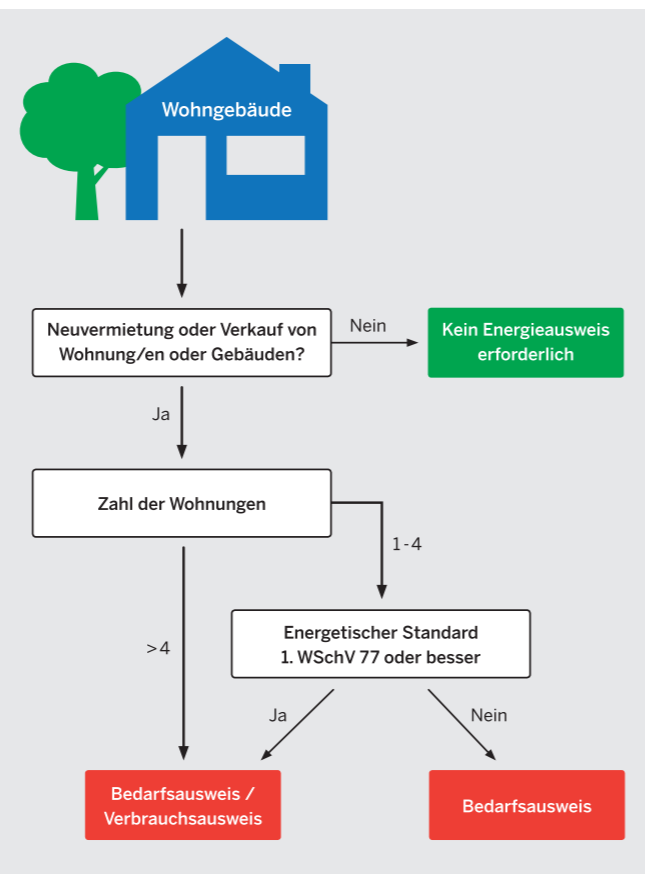 Wohngebäude
Neuvermietung oder Verkauf von
Wohnung/en oder Gebäuden?
Nein
Kein Energieausweis
erforderlich
Ja
Zahl der Wohnungen
1-4
Energetischer Standard
1. WSchV 77 oder besser
>4
Ja
Nein
Bedarfsausweis /
Verbrauchsausweis
Bedarfsausweis